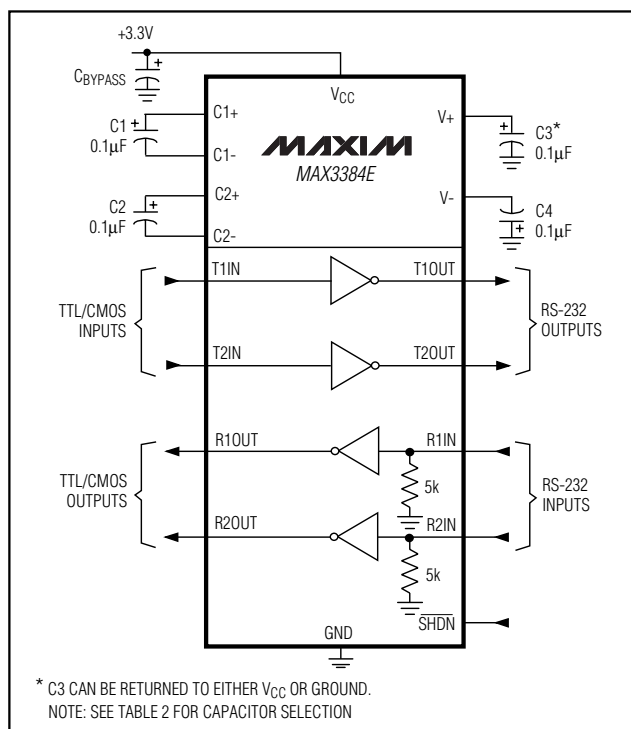 +3.3V
CBYPASS
+
VCC
C1+
V+
C1
0.1µF
+
C1-
+
C3*
0.1µF
MAXIM
MAX3384E
C2+
V-
C2
0.1µF
+
C2-
C4
0.1µF
+
T1IN
T1OUT
TTL/CMOS
INPUTS
RS-232
OUTPUTS
T2IN
T2OUT
R1OUT
R1IN
TTL/CMOS
OUTPUTS
5k
RS-232
INPUTS
R2OUT
R2IN
5k
SHDN
GND
* C3 CAN BE RETURNED TO EITHER VCC OR GROUND.
NOTE: SEE TABLE 2 FOR CAPACITOR SELECTION